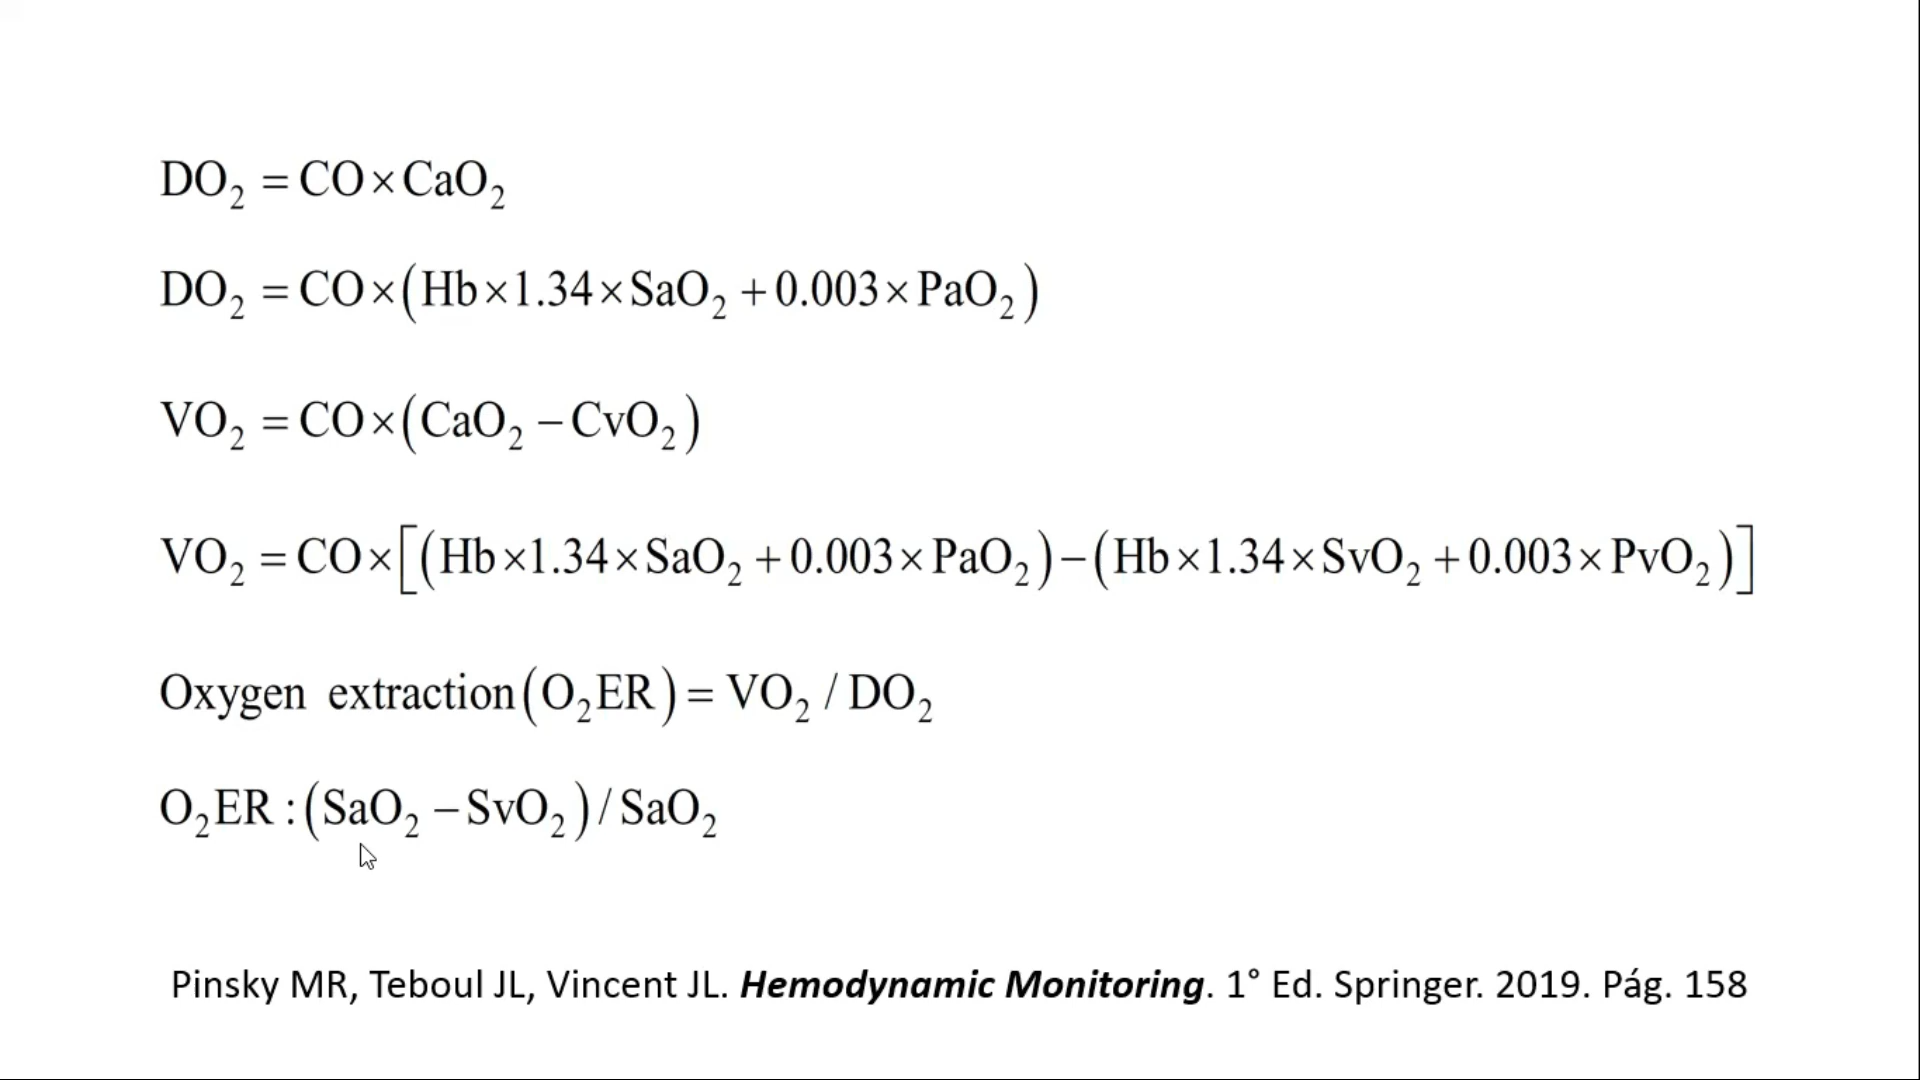 DO₂ = CO × CaO₂
DO₂ = CO × (Hb × 1.34 × SaO₂ + 0.003 × PaO₂)
VO₂ = CO × (CaO₂ − CvO₂)
VO₂ = CO × [(Hb × 1.34 × SaO₂ + 0.003 × PaO₂) − (Hb × 1.34 × SvO₂ + 0.003 × PvO₂)]
Oxygen extraction (O₂ER) = VO₂ / DO₂
O₂ER : (SaO₂ − SvO₂) / SaO₂
Pinsky MR, Teboul JL, Vincent JL. Hemodynamic Monitoring. 1° Ed. Springer. 2019. Pág. 158